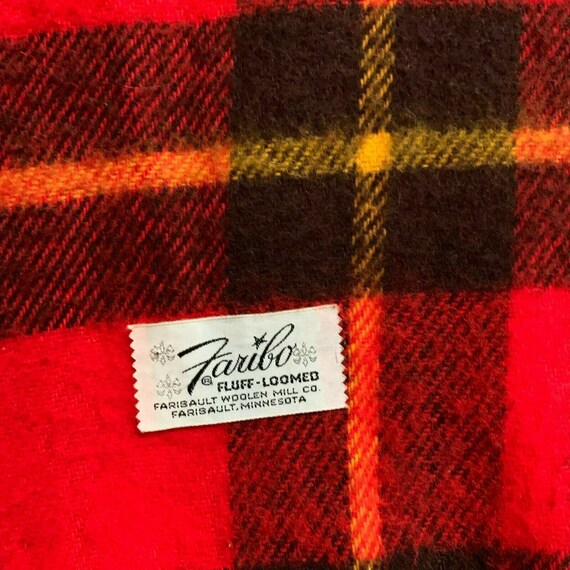 Faribo
® FLUFF-LOOMED
FARIBAULT WOOLEN MILL CO.
FARIBAULT, MINNESOTA